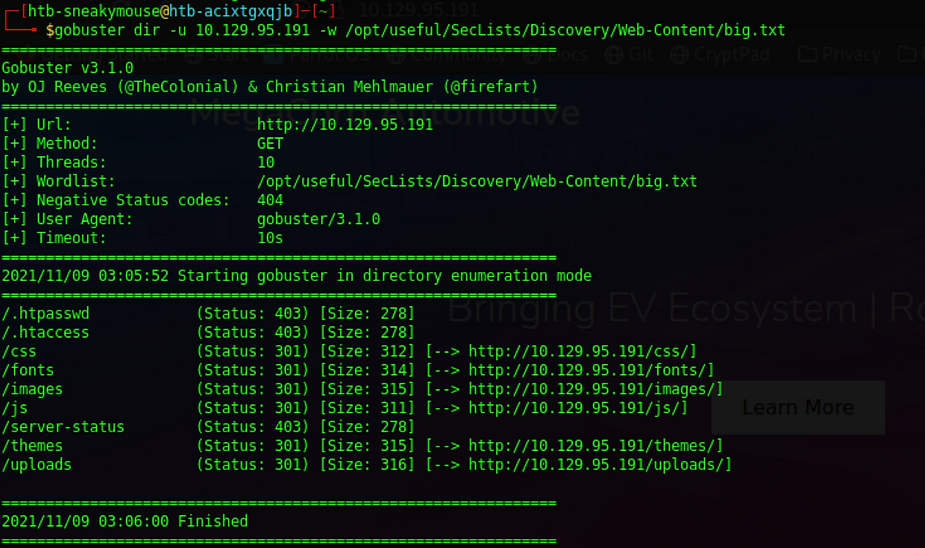 ┌─[htb-sneakymouse@htb-acixtgxqjb]─[~]
└──╼ $gobuster dir -u 10.129.95.191 -w /opt/useful/SecLists/Discovery/Web-Content/big.txt
===============================================================
Gobuster v3.1.0
by OJ Reeves (@TheColonial) & Christian Mehlmauer (@firefart)
===============================================================
[+] Url:                     http://10.129.95.191
[+] Method:                  GET
[+] Threads:                 10
[+] Wordlist:                /opt/useful/SecLists/Discovery/Web-Content/big.txt
[+] Negative Status codes:   404
[+] User Agent:              gobuster/3.1.0
[+] Timeout:                 10s
===============================================================
2021/11/09 03:05:52 Starting gobuster in directory enumeration mode
===============================================================
/.htpasswd            (Status: 403) [Size: 278]
/.htaccess            (Status: 403) [Size: 278]
/css                  (Status: 301) [Size: 312] [--> http://10.129.95.191/css/]
/fonts                (Status: 301) [Size: 314] [--> http://10.129.95.191/fonts/]
/images               (Status: 301) [Size: 315] [--> http://10.129.95.191/images/]
/js                   (Status: 301) [Size: 311] [--> http://10.129.95.191/js/]
/server-status        (Status: 403) [Size: 278]
/themes               (Status: 301) [Size: 315] [--> http://10.129.95.191/themes/]
/uploads              (Status: 301) [Size: 316] [--> http://10.129.95.191/uploads/]
===============================================================
2021/11/09 03:06:00 Finished
===============================================================
10.129.95.191
Start
Community
Git
CryptPad
Privacy
Automotive
Bringing EV Ecosystem |
Learn More